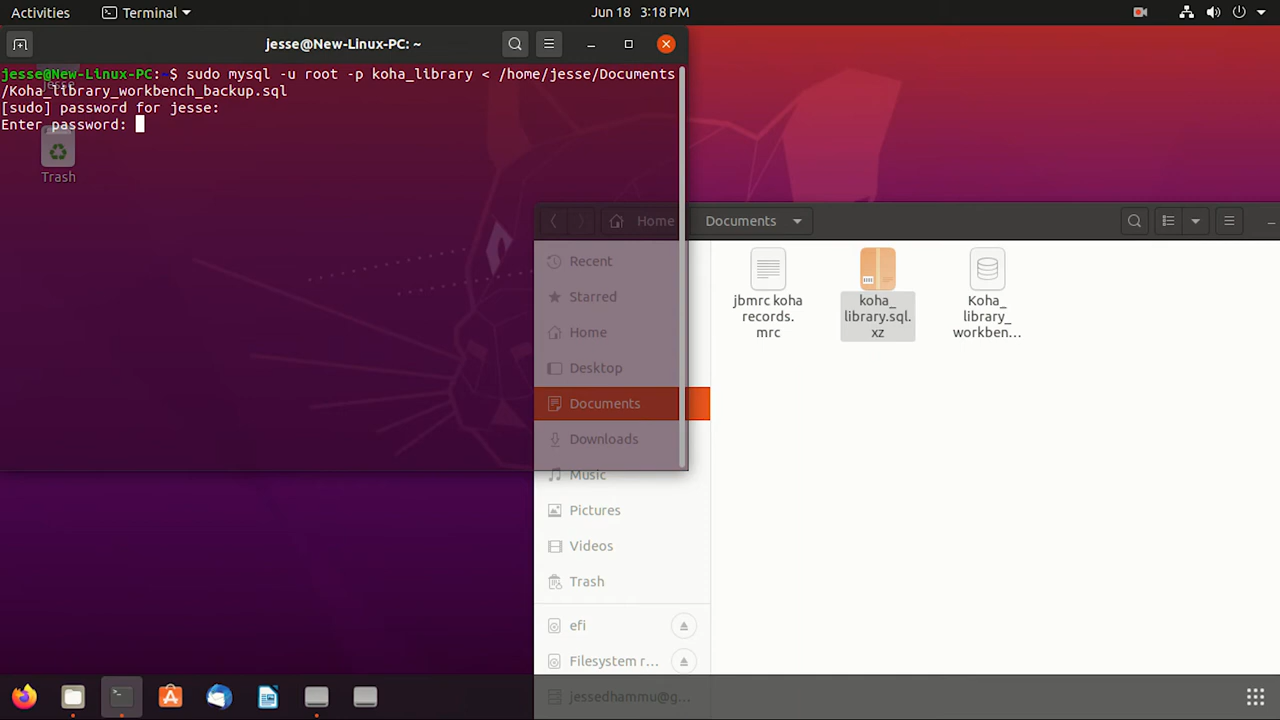 Activities
Terminal
Jun 18 3:18 PM
jesse@New-Linux-PC: ~
jesse@New-Linux-PC:~$ sudo mysql -u root -p koha_library < /home/jesse/Documents
/Koha_library_workbench_backup.sql
[sudo] password for jesse:
Enter password:
jesse
Trash
Home
Documents
Recent
Starred
Home
Desktop
Documents
Downloads
Music
Pictures
Videos
Trash
efi
Filesystem r…
jessedhammu@g…
jbmrc koha
records.
mrc
koha_
library.sql.
xz
Koha_
library_
workben…